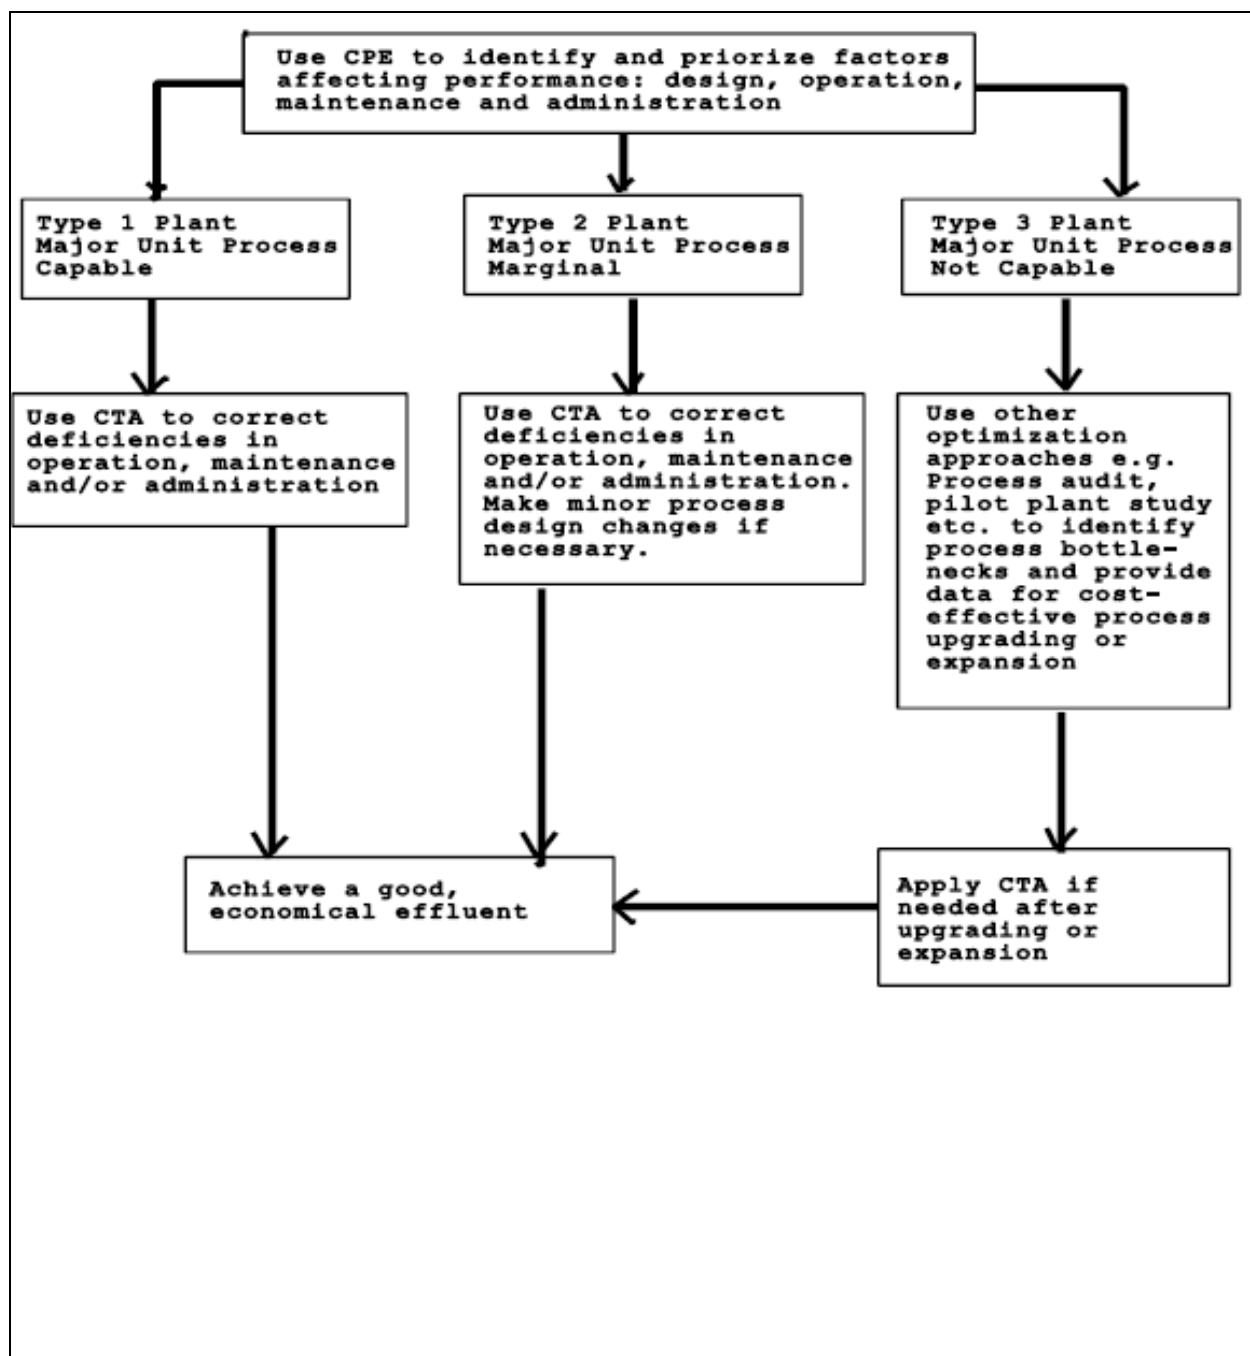 Use CPE to identify and priorize factors
affecting performance: design, operation,
maintenance and administration
Type 1 Plant
Major Unit Process
Capable
Type 2 Plant
Major Unit Process
Marginal
Type 3 Plant
Major Unit Process
Not Capable
Use CTA to correct
deficiencies in
operation, maintenance
and/or administration
Use CTA to correct
deficiencies in
operation, maintenance
and/or administration.
Make minor process
design changes if
necessary.
Use other
optimization
approaches e.g.
Process audit,
pilot plant study
etc. to identify
process bottle-
necks and provide
data for cost-
effective process
upgrading or
expansion
Achieve a good,
economical effluent
Apply CTA if
needed after
upgrading or
expansion